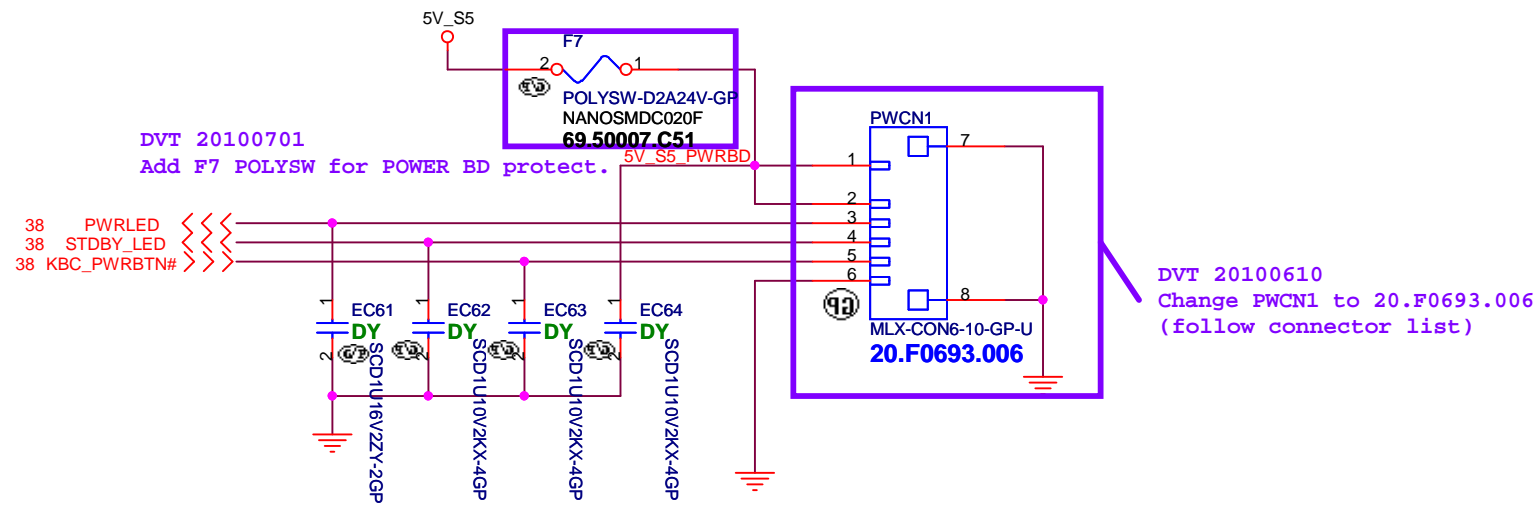 5V_S5
F7
2
1
POLYSW-D2A24V-GP
NANOSMDC020F
69.50007.C51
DVT 20100701
Add F7 POLYSW for POWER BD protect.
5V_S5_PWRBD
PWCN1
1
2
3
4
5
6
7
8
MLX-CON6-10-GP-U
20.F0693.006
38 PWRLED
38 STDBY_LED
38 KBC_PWRBTN#
DVT 20100610
Change PWCN1 to 20.F0693.006
(follow connector list)
1
EC61
DY
2
SCD1U16V2ZY-2GP
1
EC62
DY
2
SCD1U10V2KX-4GP
1
EC63
DY
2
SCD1U10V2KX-4GP
1
EC64
DY
2
SCD1U10V2KX-4GP